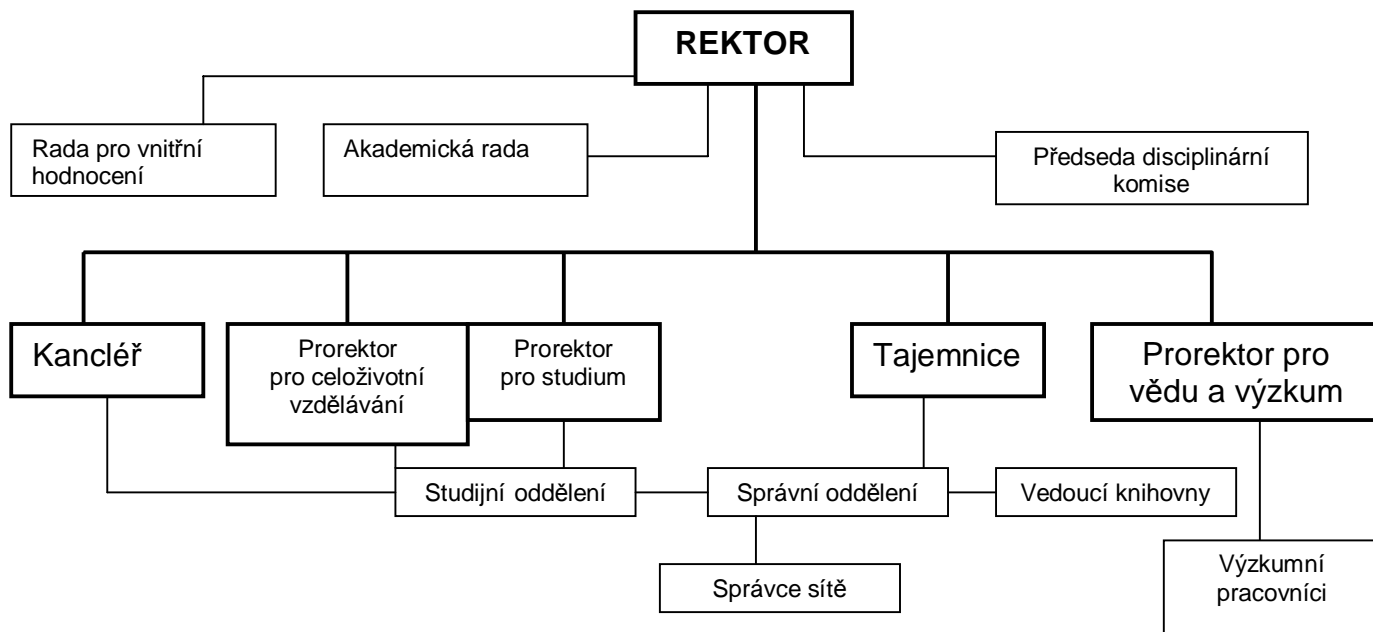 REKTOR
Rada pro vnitřní
hodnocení
Akademická rada
Předseda disciplinární
komise
Kancléř
Prorektor
pro celoživotní
vzdělávání
Prorektor
pro studium
Tajemnice
Prorektor pro
vědu a výzkum
Studijní oddělení
Správní oddělení
Vedoucí knihovny
Správce sítě
Výzkumní
pracovníci